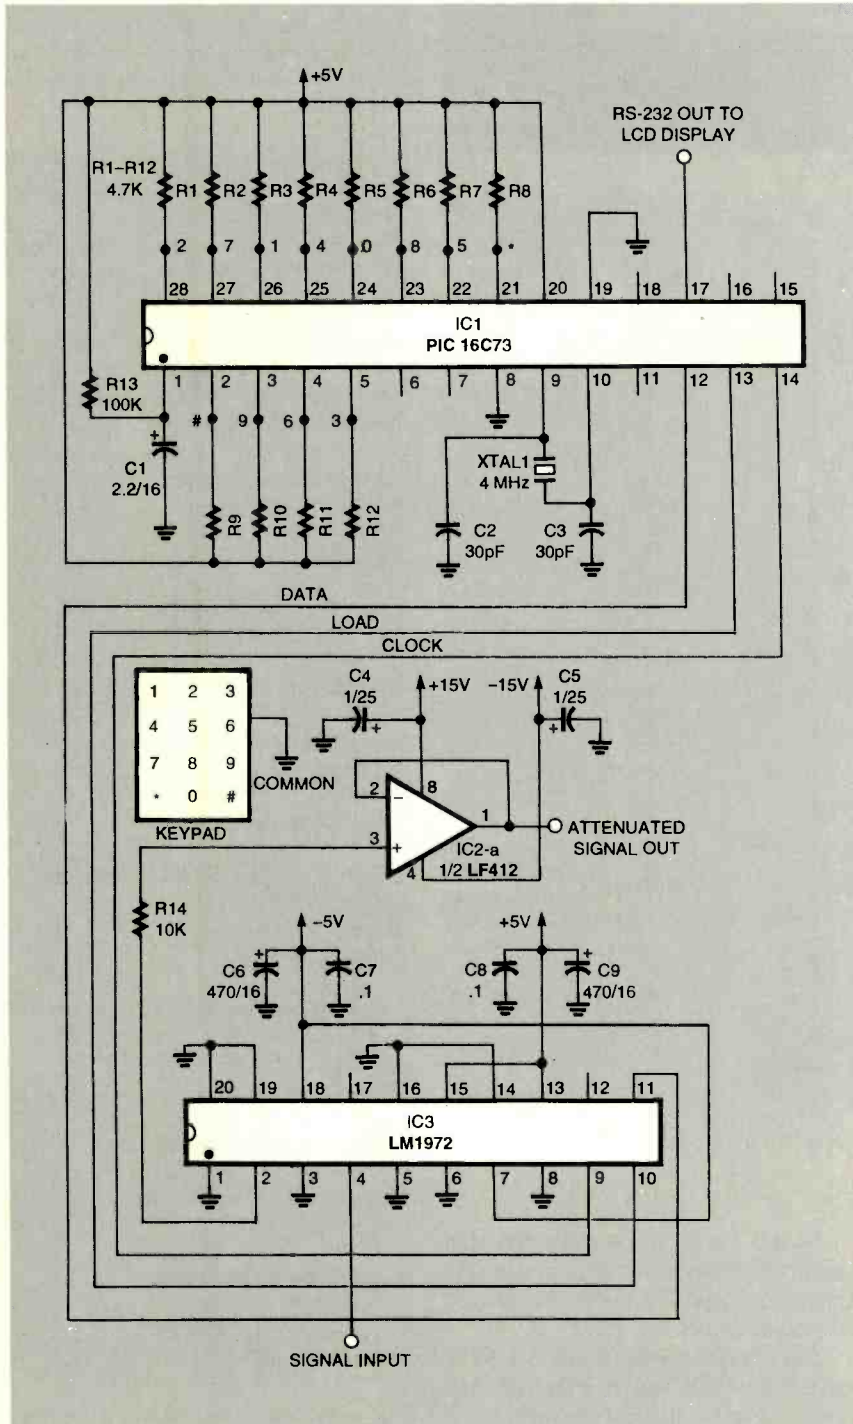 +5V
RS-232 OUT TO
LCD DISPLAY
R1–R12
4.7K
R1 R2 R3 R4 R5 R6 R7 R8
2 7 1 4 0 8 5 *
28 27 26 25 24 23 22 21 20 19 18 17 16 15
IC1
PIC 16C73
1 2 3 4 5 6 7 8 9 10 11 12 13 14
R13
100K
# 9 6 3
+
C1
2.2/16
R9 R10 R11 R12
XTAL1
4 MHz
C2
30pF
C3
30pF
DATA
LOAD
CLOCK
1 2 3
4 5 6
7 8 9
* 0 #
COMMON
KEYPAD
C4
1/25
+
+15V
-15V
C5
1/25
+
2
–
8
1
3
+
4
IC2-a
1/2 LF412
ATTENUATED
SIGNAL OUT
R14
10K
–5V
+5V
+
C6
470/16
C7
.1
C8
.1
+
C9
470/16
20 19 18 17 16 15 14 13 12 11
IC3
LM1972
1 2 3 4 5 6 7 8 9 10
SIGNAL INPUT